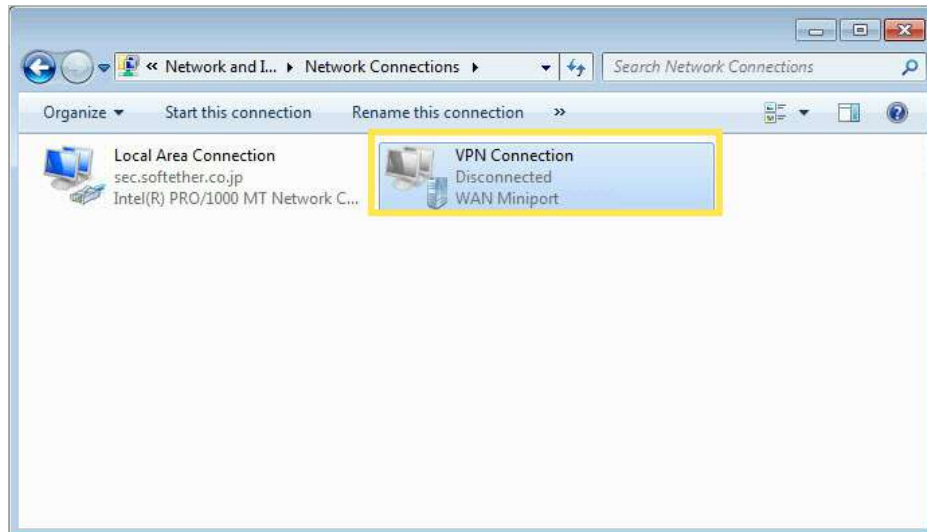 « Network and I... ▸ Network Connections ▸
Search Network Connections
Organize ▾ Start this connection Rename this connection »
Local Area Connection
sec.softether.co.jp
Intel(R) PRO/1000 MT Network C...
VPN Connection
Disconnected
WAN Miniport